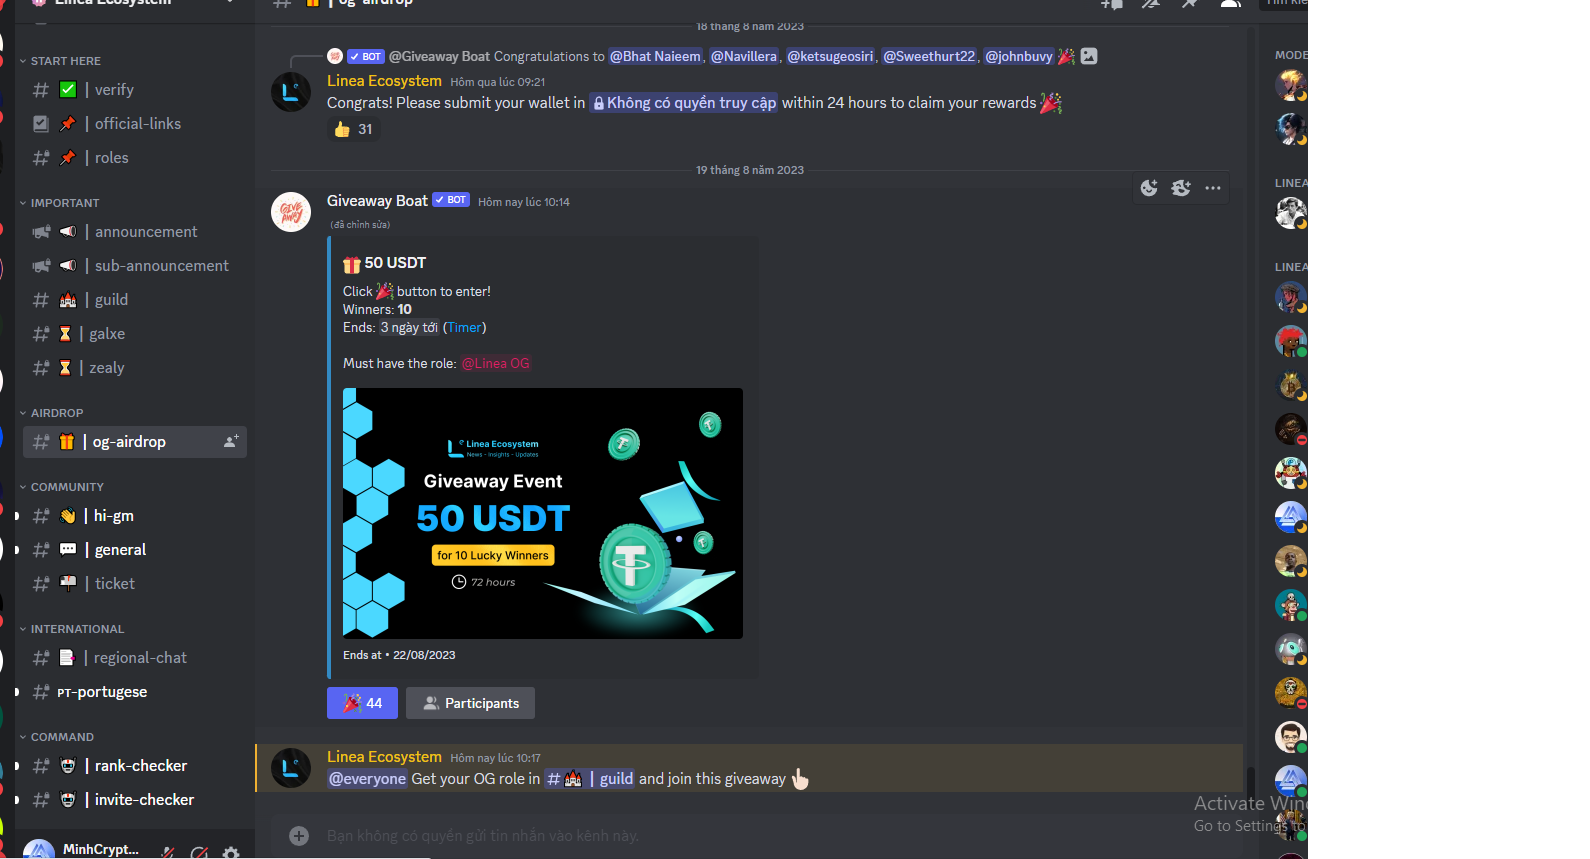 Linea Ecosystem
START HERE
| verify
| official-links
| roles
IMPORTANT
| announcement
| sub-announcement
| guild
| galxe
| zealy
AIRDROP
| og-airdrop
COMMUNITY
| hi-gm
| general
| ticket
INTERNATIONAL
| regional-chat
PT-portugese
COMMAND
| rank-checker
| invite-checker
MinhCrypt...
| og-airdrop
18 tháng 8 năm 2023
BOT @Giveaway Boat Congratulations to @Bhat Naieem, @Navillera, @ketsugeosiri, @Sweethurt22, @johnbuvy
Linea Ecosystem Hôm qua lúc 09:21
Congrats! Please submit your wallet in Không có quyền truy cập within 24 hours to claim your rewards
31
19 tháng 8 năm 2023
Giveaway Boat BOT Hôm nay lúc 10:14
(đã chỉnh sửa)
50 USDT
Click button to enter!
Winners: 10
Ends: 3 ngày tới (Timer)
Must have the role: @Linea OG
Linea Ecosystem
News - Insights - Updates
Giveaway Event
50 USDT
for 10 Lucky Winners
72 hours
Ends at • 22/08/2023
44
Participants
Linea Ecosystem Hôm nay lúc 10:17
@everyone Get your OG role in # | guild and join this giveaway
Bạn không có quyền gửi tin nhắn vào kênh này.
Tìm kiế
MODE
LINEA
LINEA
Activate Win
Go to Settings to